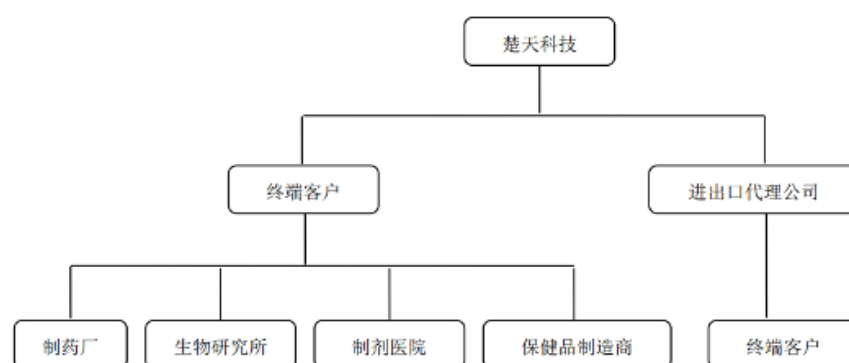 楚天科技
终端客户
进出口代理公司
制药厂
生物研究所
制剂医院
保健品制造商
终端客户